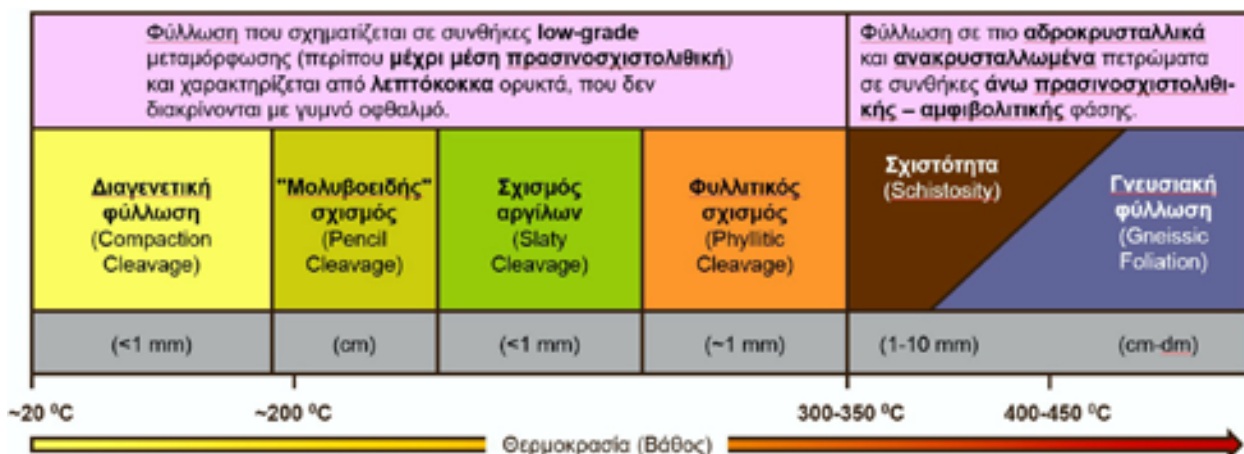 Φύλλωση που σχηματίζεται σε συνθήκες low-grade
μεταμόρφωσης (περίπου μέχρι μέση πρασινοσχιστολιθική)
και χαρακτηρίζεται από λεπτόκοκκα ορυκτά, που δεν
διακρίνονται με γυμνό οφθαλμό.
Φύλλωση σε πιο αδροκρυσταλλικά
και ανακρυσταλλωμένα πετρώματα
σε συνθήκες άνω πρασινοσχιστολιθι-
κής – αμφιβολιτικής φάσης.
Διαγενετική
φύλλωση
(Compaction
Cleavage)
"Μολυβοειδής"
σχισμός
(Pencil
Cleavage)
Σχισμός
αργίλων
(Slaty
Cleavage)
Φυλλιτικός
σχισμός
(Phyllitic
Cleavage)
Σχιστότητα
(Schistosity)
Γνευσιακή
φύλλωση
(Gneissic
Foliation)
(<1 mm)
(cm)
(<1 mm)
(~1 mm)
(1-10 mm)
(cm-dm)
~20 ⁰C
~200 ⁰C
300-350 ⁰C
400-450 ⁰C
Θερμοκρασία (Βάθος)